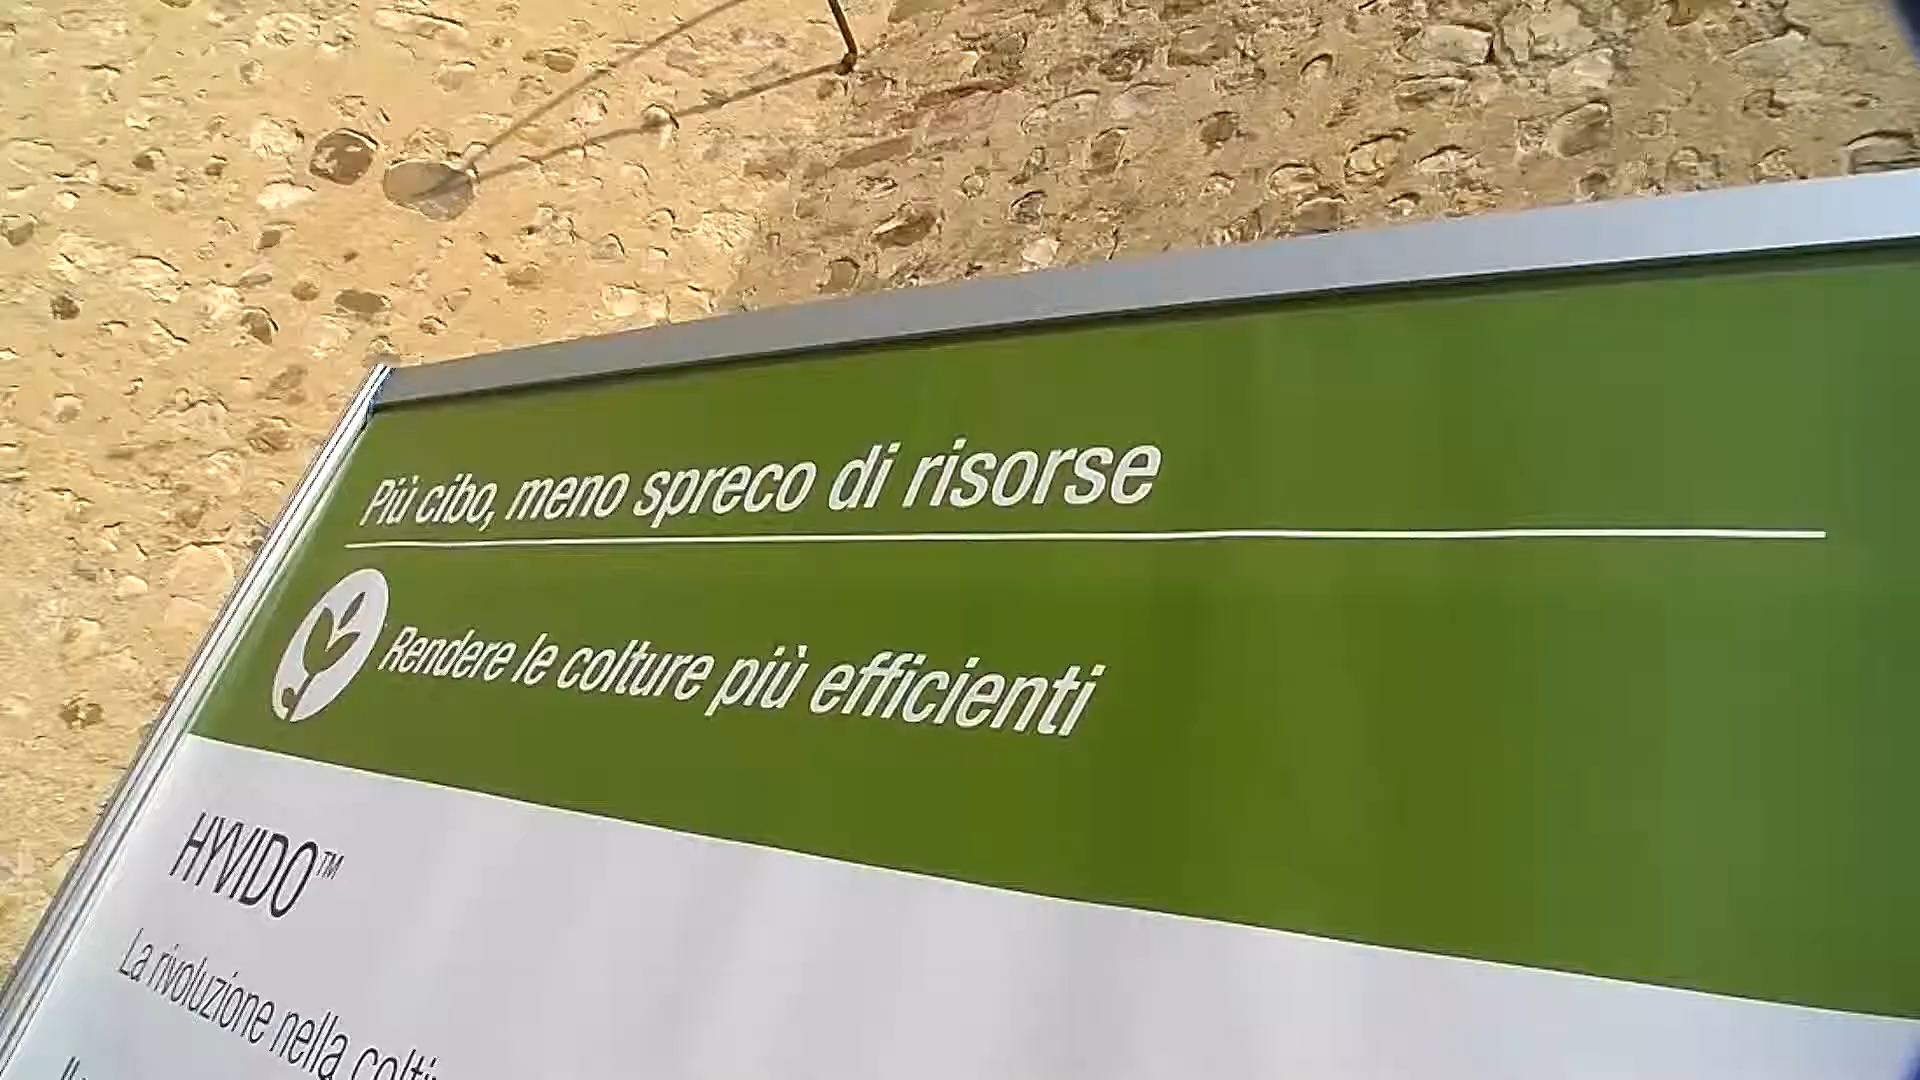 Più cibo, meno spreco di risorse
Rendere le colture più efficienti
HYVIDO™
La rivoluzione nella